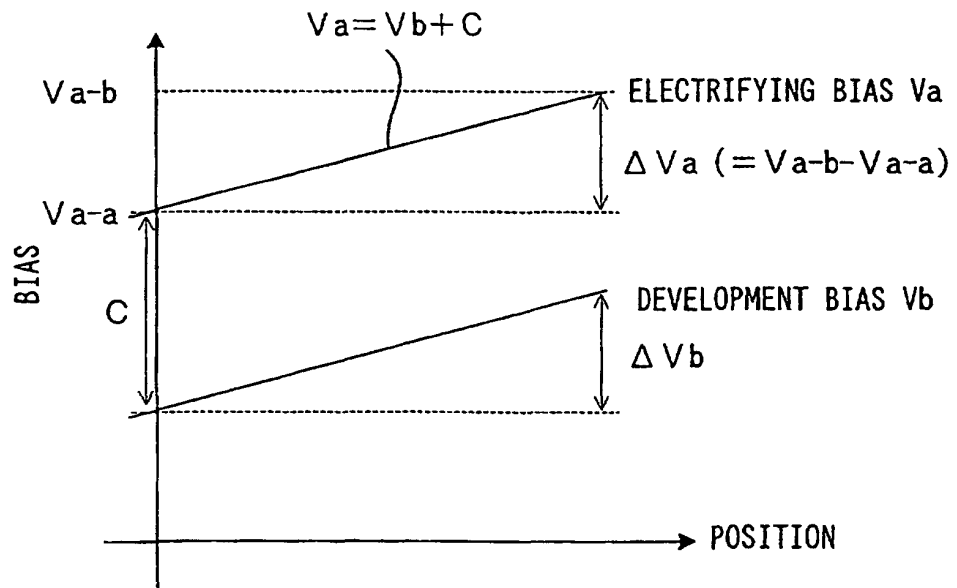 Va=Vb+C
Va-b
ELECTRIFYING BIAS Va
ΔVa (=Va-b-Va-a)
Va-a
BIAS
C
DEVELOPMENT BIAS Vb
ΔVb
POSITION